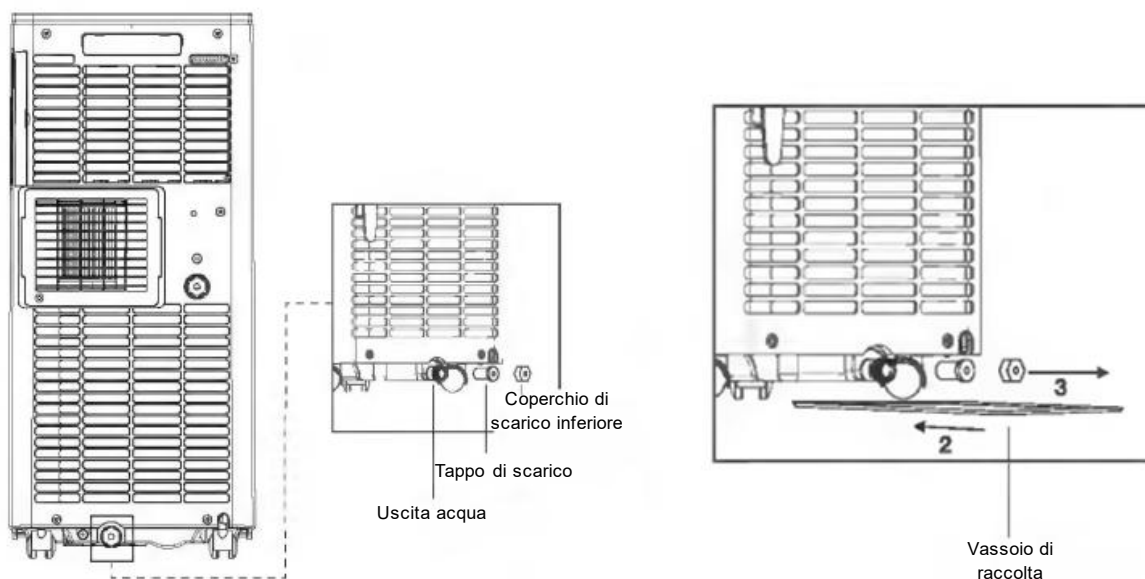 Coperchio di
scarico inferiore
Tappo di scarico
Uscita acqua
3
2
Vassoio di
raccolta